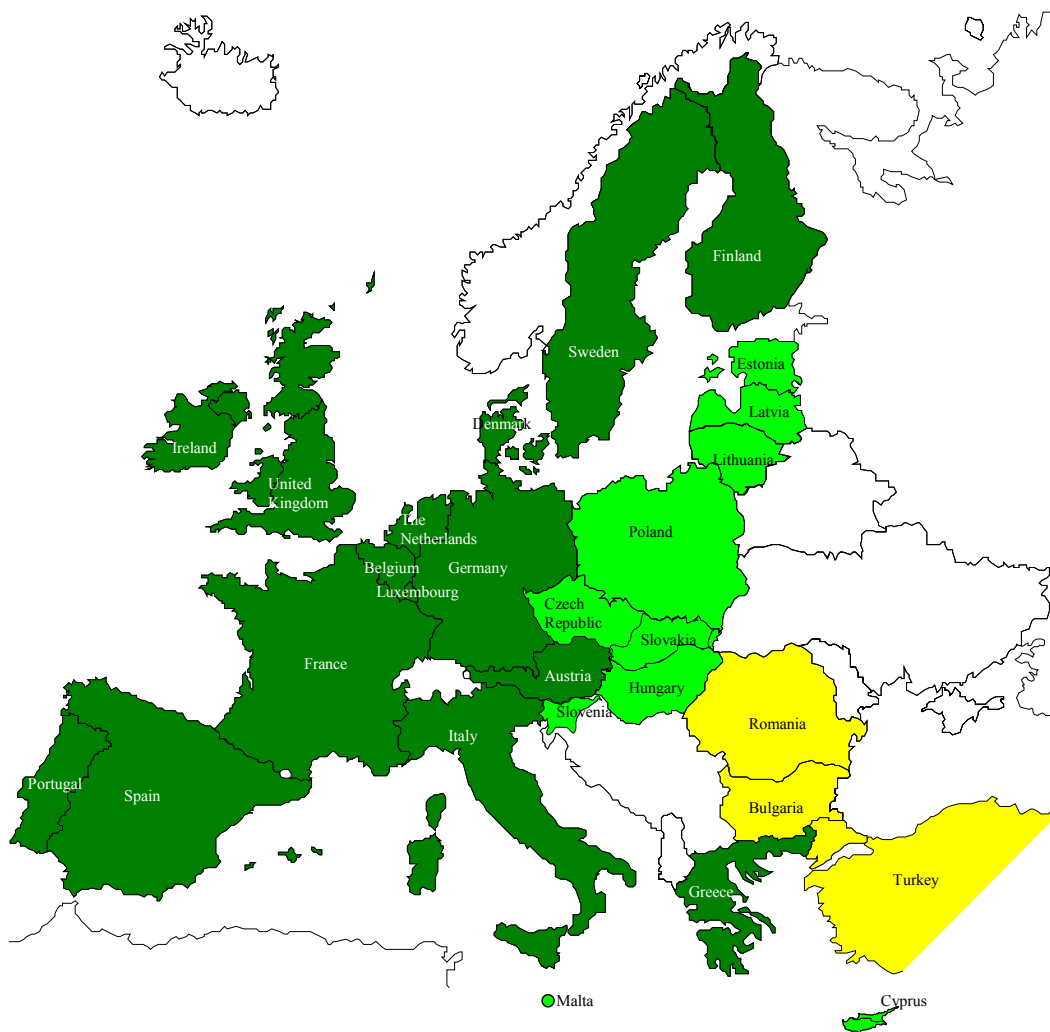 Finland
Sweden
Estonia
Latvia
Denmark
Ireland
Lithuania
United
Kingdom
The
Netherlands
Poland
Belgium
Germany
Luxembourg
Czech
Republic
Slovakia
France
Austria
Hungary
Slovenia
Romania
Italy
Portugal
Spain
Bulgaria
Turkey
Greece
Malta
Cyprus